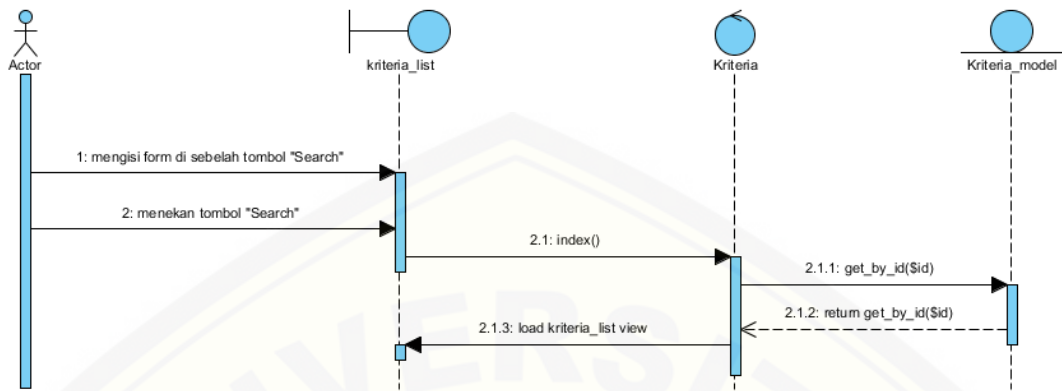 Actor
kriteria_list
Kriteria
Kriteria_model
1: mengisi form di sebelah tombol "Search"
2: menekan tombol "Search"
2.1: index()
2.1.1: get_by_id($id)
2.1.2: return get_by_id($id)
2.1.3: load kriteria_list view
VERS